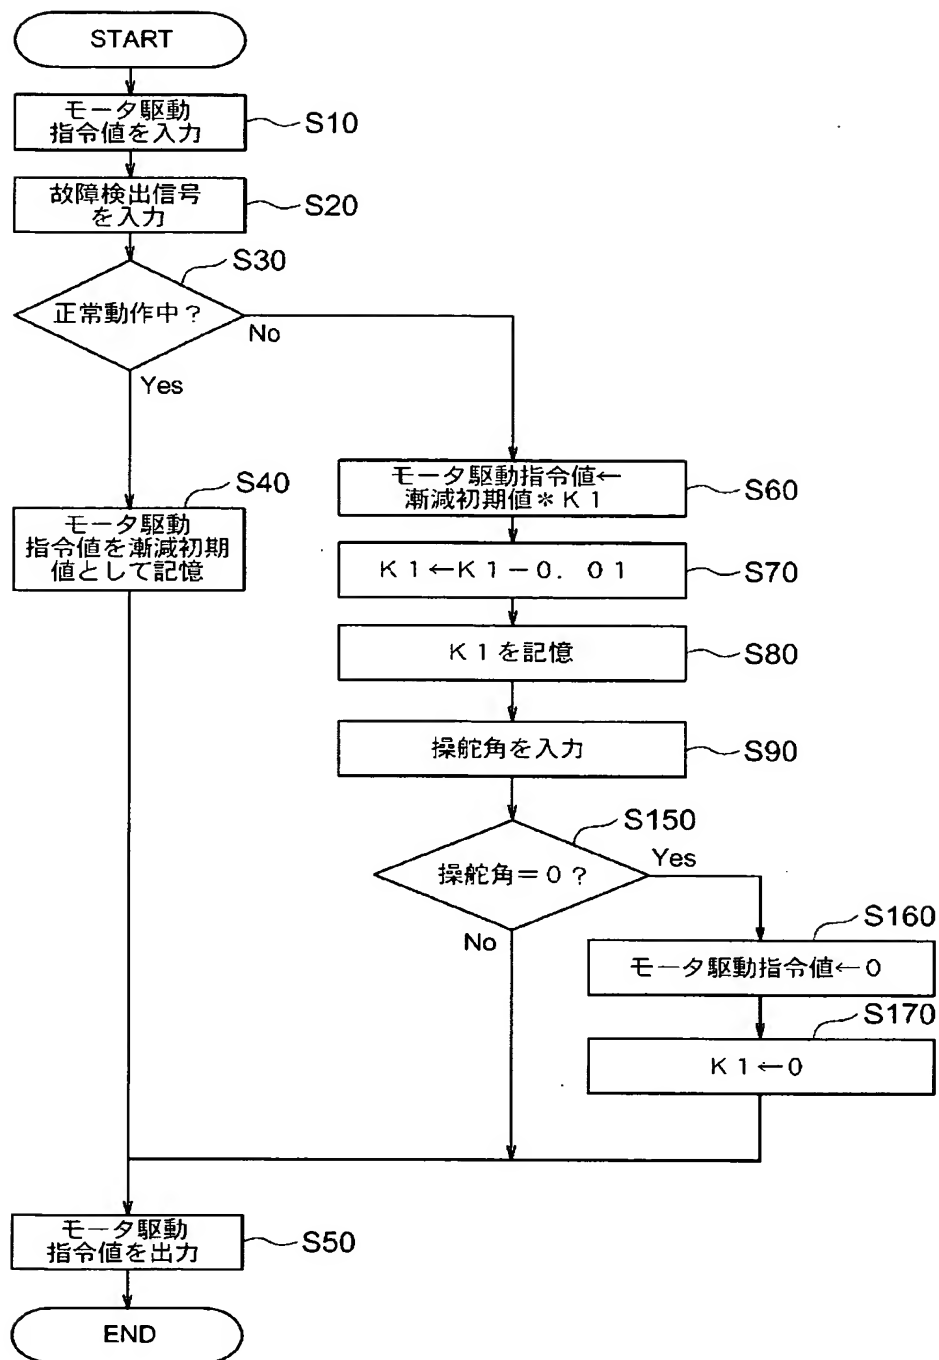 START
モータ駆動
指令値を入力
S10
故障検出信号
を入力
S20
S30
正常動作中？
No
Yes
S40
モータ駆動
指令値を漸減初期
値として記憶
モータ駆動指令値←
漸減初期値＊Ｋ１
S60
Ｋ１←Ｋ１－０．０１
S70
Ｋ１を記憶
S80
操舵角を入力
S90
S150
操舵角＝０？
Yes
No
S160
モータ駆動指令値←０
S170
Ｋ１←０
モータ駆動
指令値を出力
S50
END